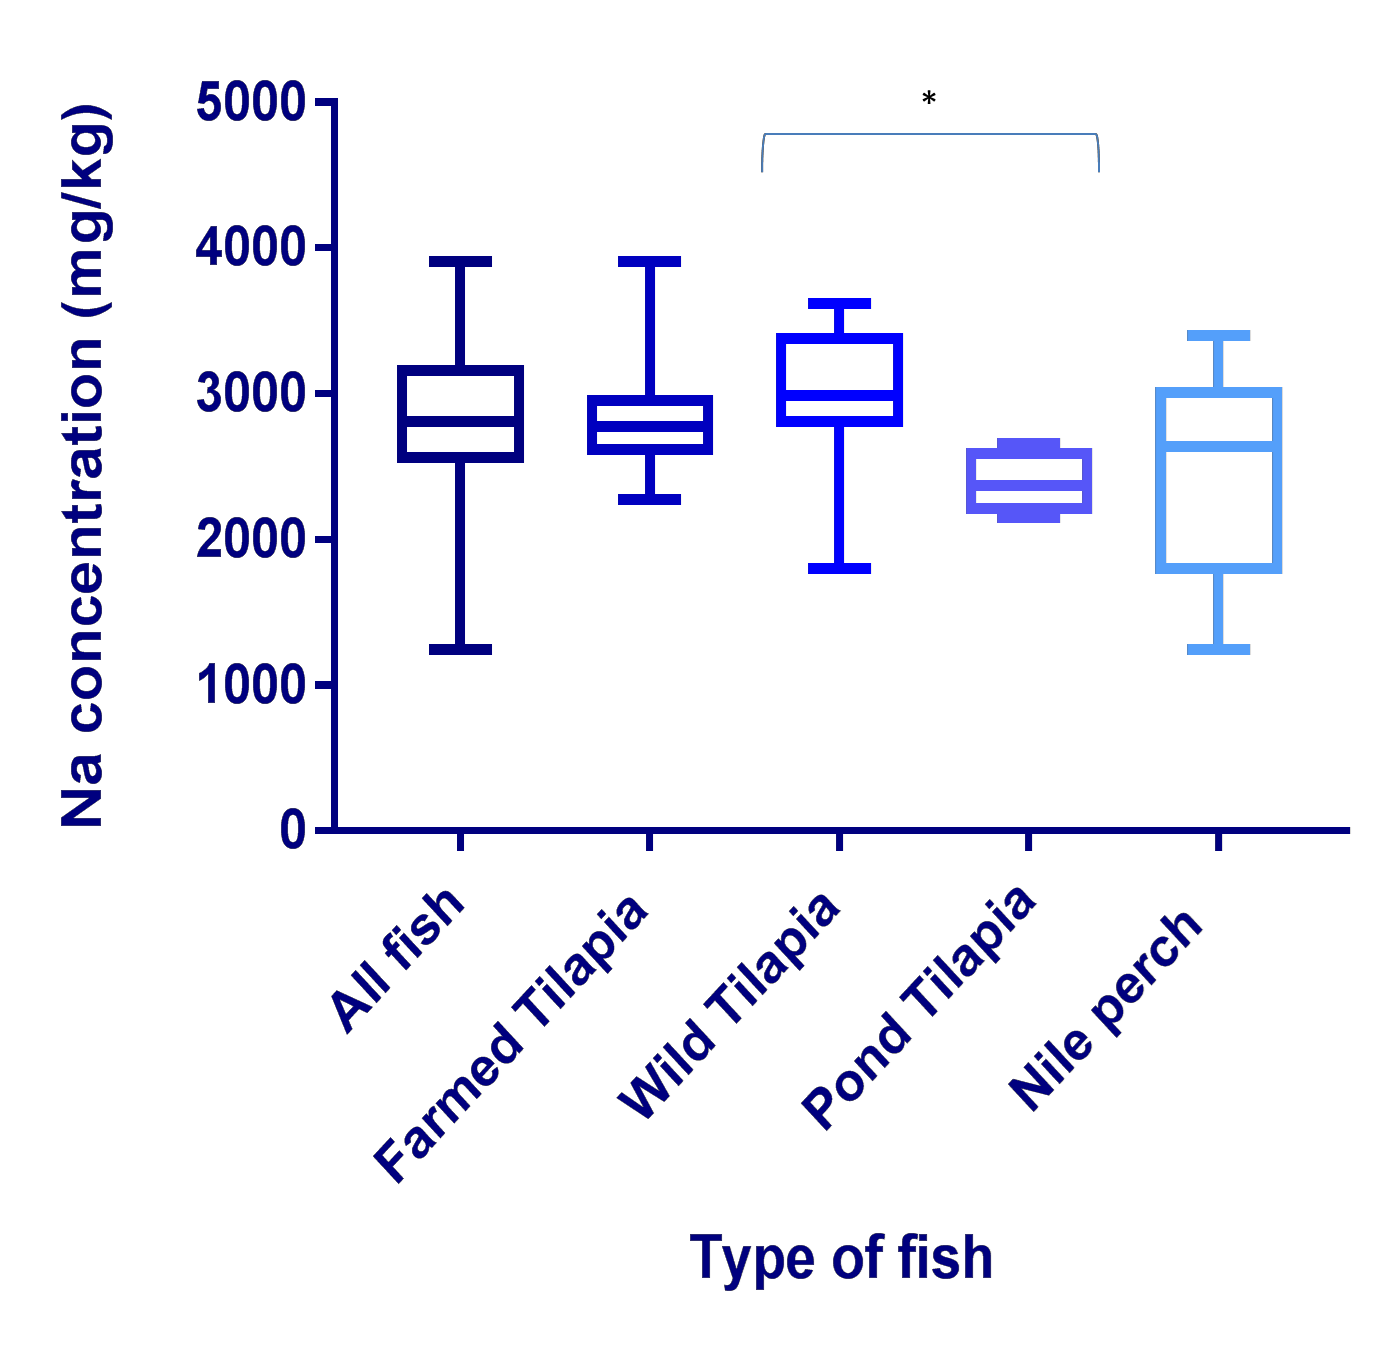 *
5000
4000
3000
2000
1000
0
Na concentration (mg/kg)
All fish
Farmed Tilapia
Wild Tilapia
Pond Tilapia
Nile perch
Type of fish